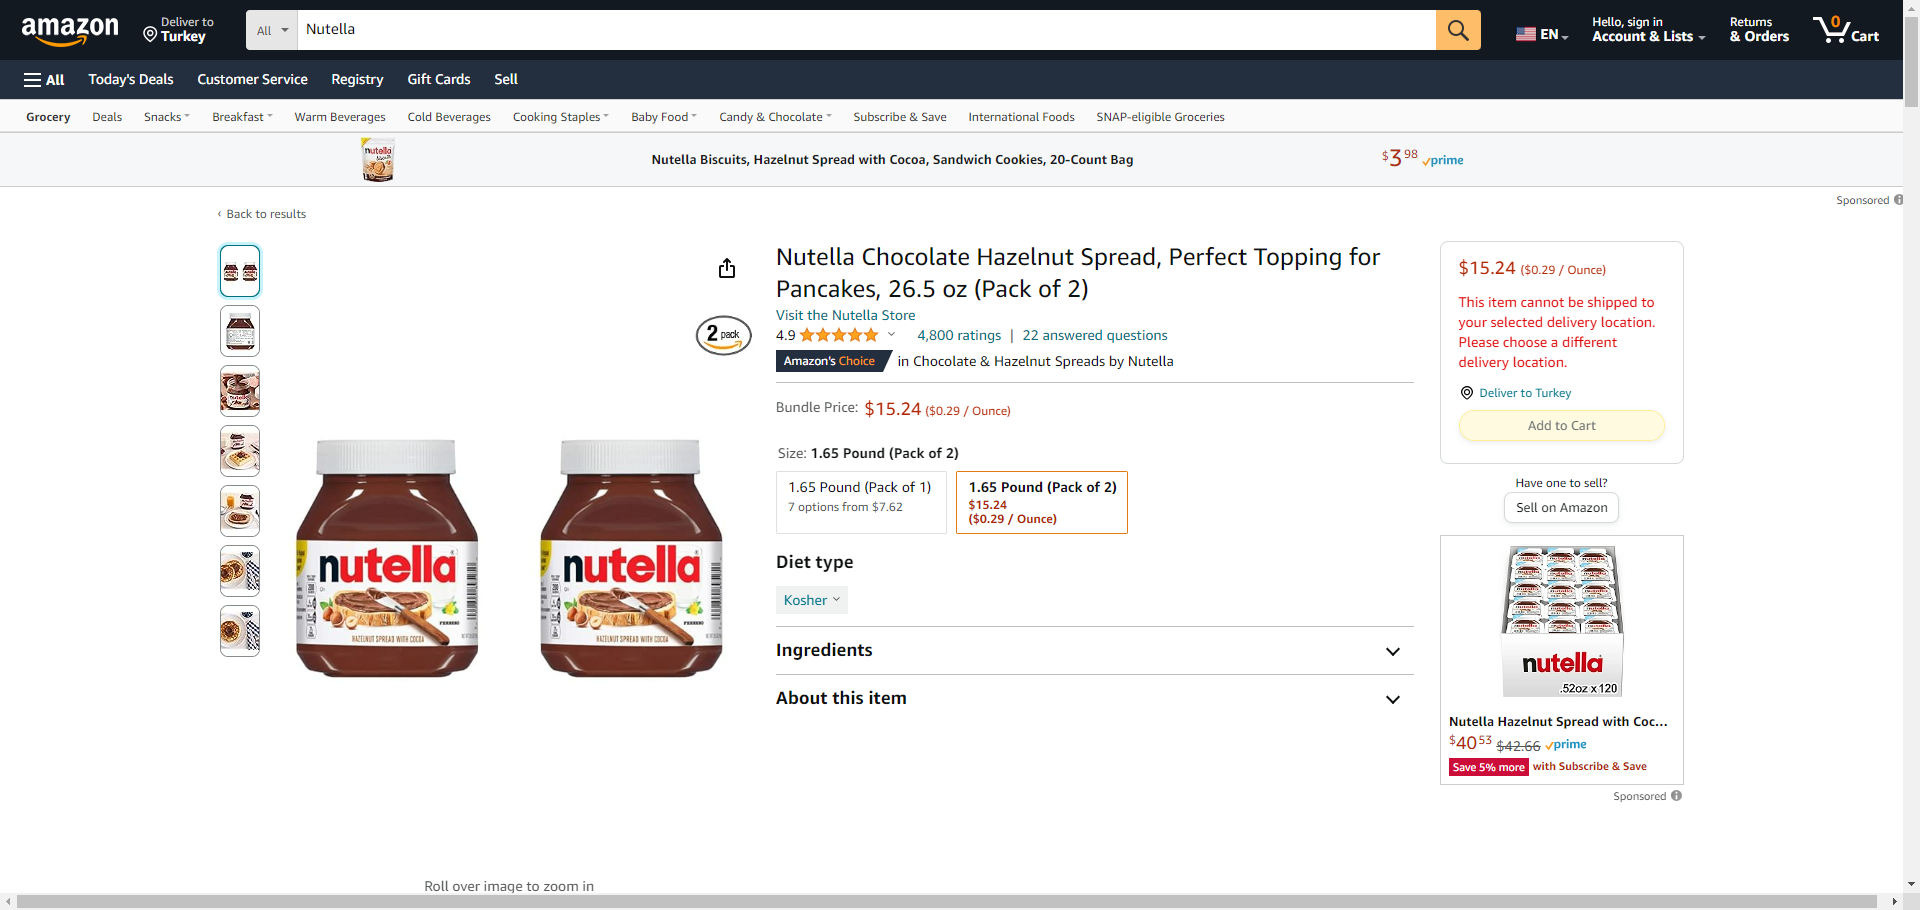 amazon
Deliver to
Turkey
All
Nutella
EN
Hello, sign in
Account & Lists
Returns
& Orders
0
Cart
All
Today's Deals
Customer Service
Registry
Gift Cards
Sell
Grocery
Deals
Snacks
Breakfast
Warm Beverages
Cold Beverages
Cooking Staples
Baby Food
Candy & Chocolate
Subscribe & Save
International Foods
SNAP-eligible Groceries
nutella
Nutella Biscuits, Hazelnut Spread with Cocoa, Sandwich Cookies, 20-Count Bag
$3 98 prime
Sponsored
‹ Back to results
2 pack
nutella
HAZELNUT SPREAD WITH COCOA
FERRERO
nutella
HAZELNUT SPREAD WITH COCOA
FERRERO
Roll over image to zoom in
Nutella Chocolate Hazelnut Spread, Perfect Topping for
Pancakes, 26.5 oz (Pack of 2)
Visit the Nutella Store
4.9
4,800 ratings | 22 answered questions
Amazon's Choice in Chocolate & Hazelnut Spreads by Nutella
Bundle Price: $15.24 ($0.29 / Ounce)
Size: 1.65 Pound (Pack of 2)
1.65 Pound (Pack of 1)
7 options from $7.62
1.65 Pound (Pack of 2)
$15.24
($0.29 / Ounce)
Diet type
Kosher
Ingredients
About this item
$15.24 ($0.29 / Ounce)
This item cannot be shipped to
your selected delivery location.
Please choose a different
delivery location.
Deliver to Turkey
Add to Cart
Have one to sell?
Sell on Amazon
nutella
.52oz x 120
Nutella Hazelnut Spread with Coc...
$40 53 $42.66 prime
Save 5% more with Subscribe & Save
Sponsored